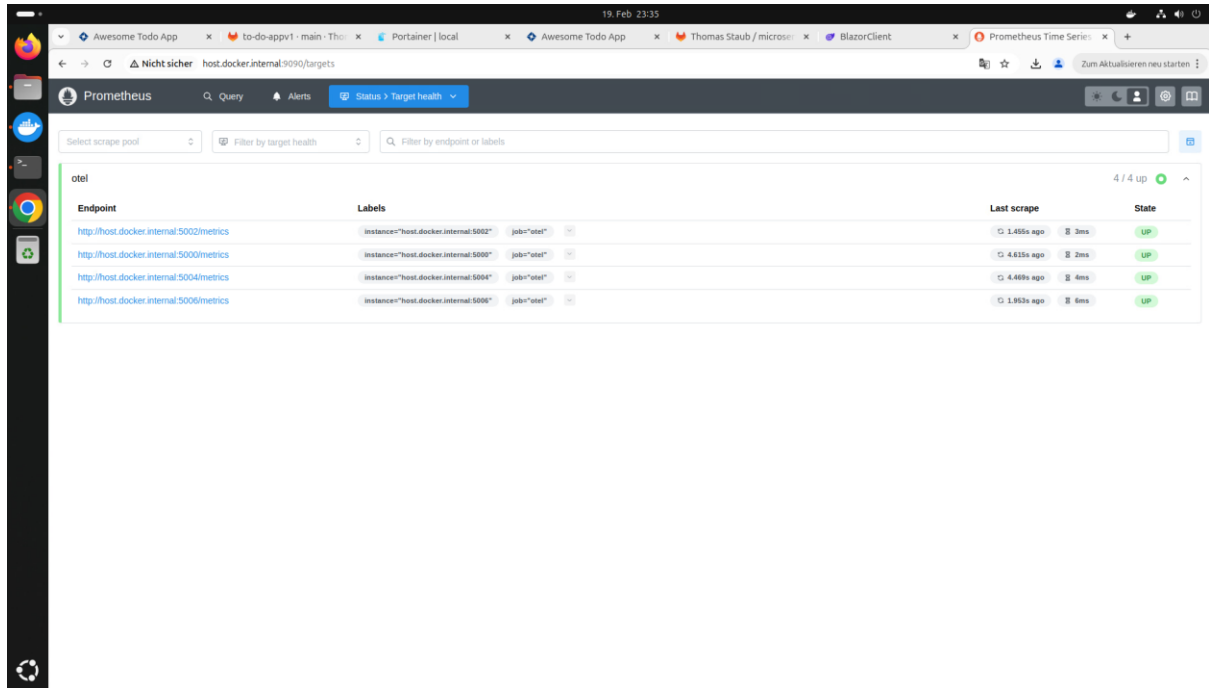 19. Feb 23:35
Awesome Todo App
to-do-appv1 · main · Tho
Portainer | local
Awesome Todo App
Thomas Staub / microser
BlazorClient
Prometheus Time Series
Nicht sicher host.docker.internal:9090/targets
Zum Aktualisieren neu starten
Prometheus
Query
Alerts
Status > Target health
Select scrape pool
Filter by target health
Filter by endpoint or labels
otel
4 / 4 up
Endpoint Labels Last scrape State
http://host.docker.internal:5002/metrics instance="host.docker.internal:5002" job="otel" 1.455s ago 3ms UP
http://host.docker.internal:5000/metrics instance="host.docker.internal:5000" job="otel" 4.615s ago 2ms UP
http://host.docker.internal:5004/metrics instance="host.docker.internal:5004" job="otel" 4.469s ago 4ms UP
http://host.docker.internal:5006/metrics instance="host.docker.internal:5006" job="otel" 1.953s ago 6ms UP